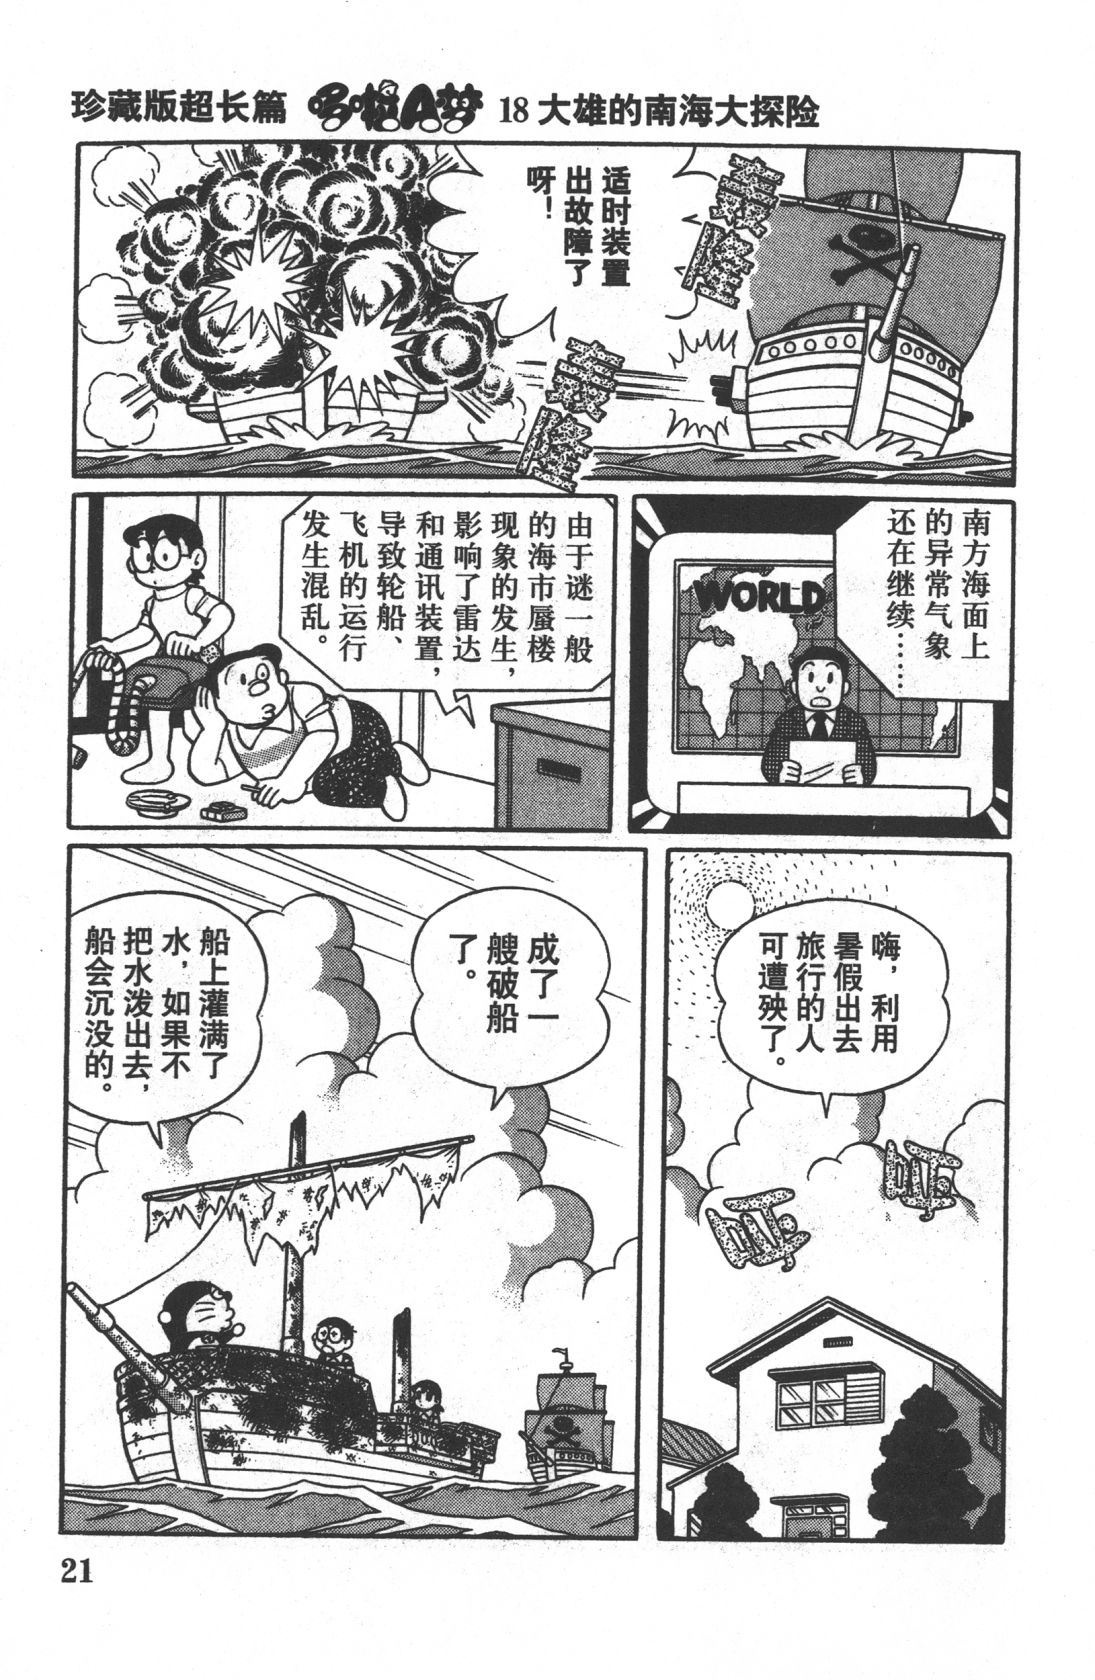 珍藏版超长篇 哆啦A梦 18 大雄的南海大探险
轰隆
适时装置
出故障了
呀！
轰隆
南方海面上
的异常气象
还在继续……
WORLD
由于谜一般
的海市蜃楼
现象的发生，
影响了雷达
和通讯装置，
导致轮船、
飞机的运行
发生混乱。
嗨，利用
暑假出去
旅行的人
可遭殃了。
成了一
艘破船
了。
船上灌满了
水，如果不
把水泼出去，
船会沉没的。
21